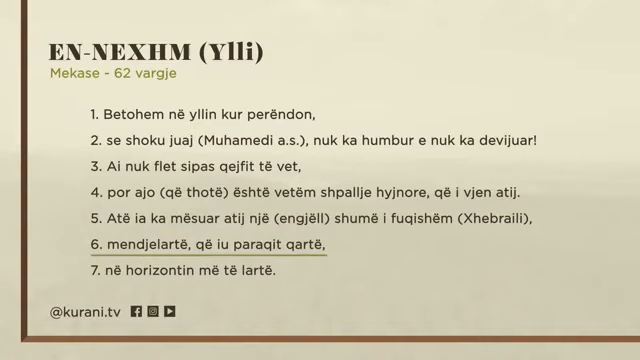 EN-NEXHM (Ylli)
Mekase - 62 vargje
1. Betohem në yllin kur perëndon,
2. se shoku juaj (Muhamedi a.s.), nuk ka humbur e nuk ka devijuar!
3. Ai nuk flet sipas qejfit të vet,
4. por ajo (që thotë) është vetëm shpallje hyjnore, që i vjen atij.
5. Atë ia ka mësuar atij një (engjëll) shumë i fuqishëm (Xhebraili),
6. mendjelartë, që iu paraqit qartë,
7. në horizontin më të lartë.
@kurani.tv